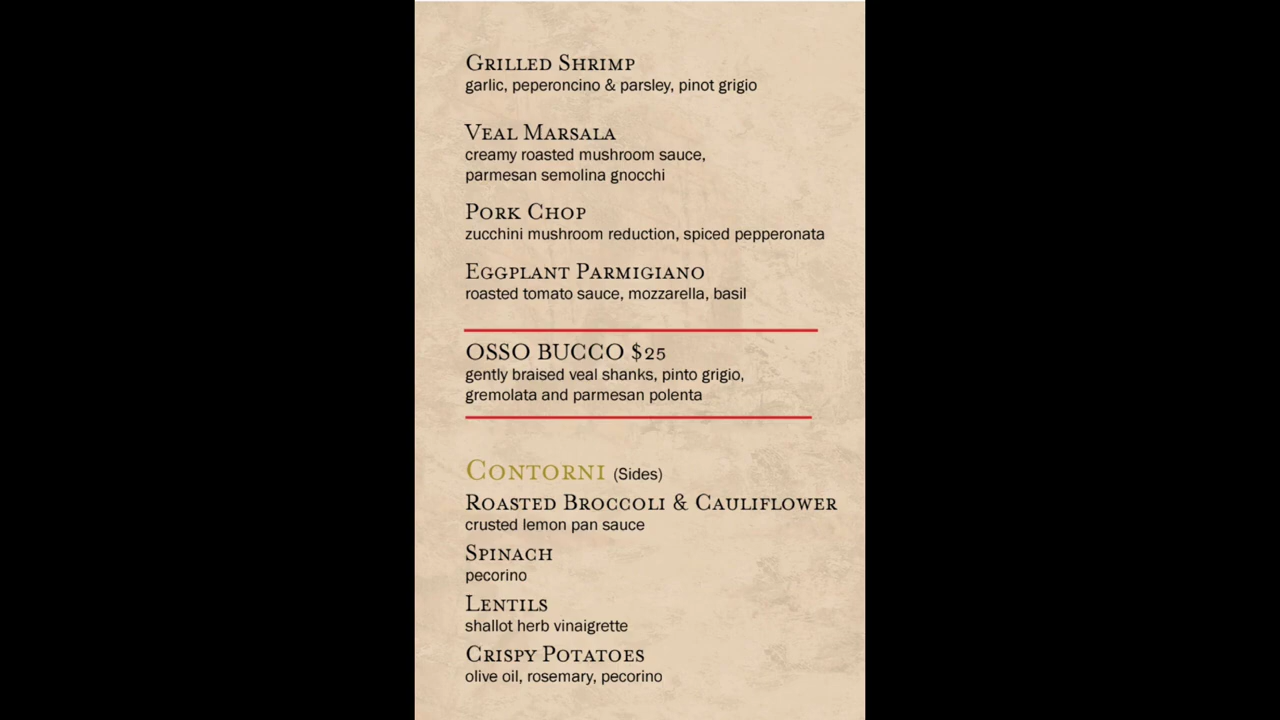 GRILLED SHRIMP
garlic, peperoncino & parsley, pinot grigio
VEAL MARSALA
creamy roasted mushroom sauce,
parmesan semolina gnocchi
PORK CHOP
zucchini mushroom reduction, spiced pepperonata
EGGPLANT PARMIGIANO
roasted tomato sauce, mozzarella, basil
OSSO BUCCO $25
gently braised veal shanks, pinto grigio,
gremolata and parmesan polenta
CONTORNI (Sides)
ROASTED BROCCOLI & CAULIFLOWER
crusted lemon pan sauce
SPINACH
pecorino
LENTILS
shallot herb vinaigrette
CRISPY POTATOES
olive oil, rosemary, pecorino